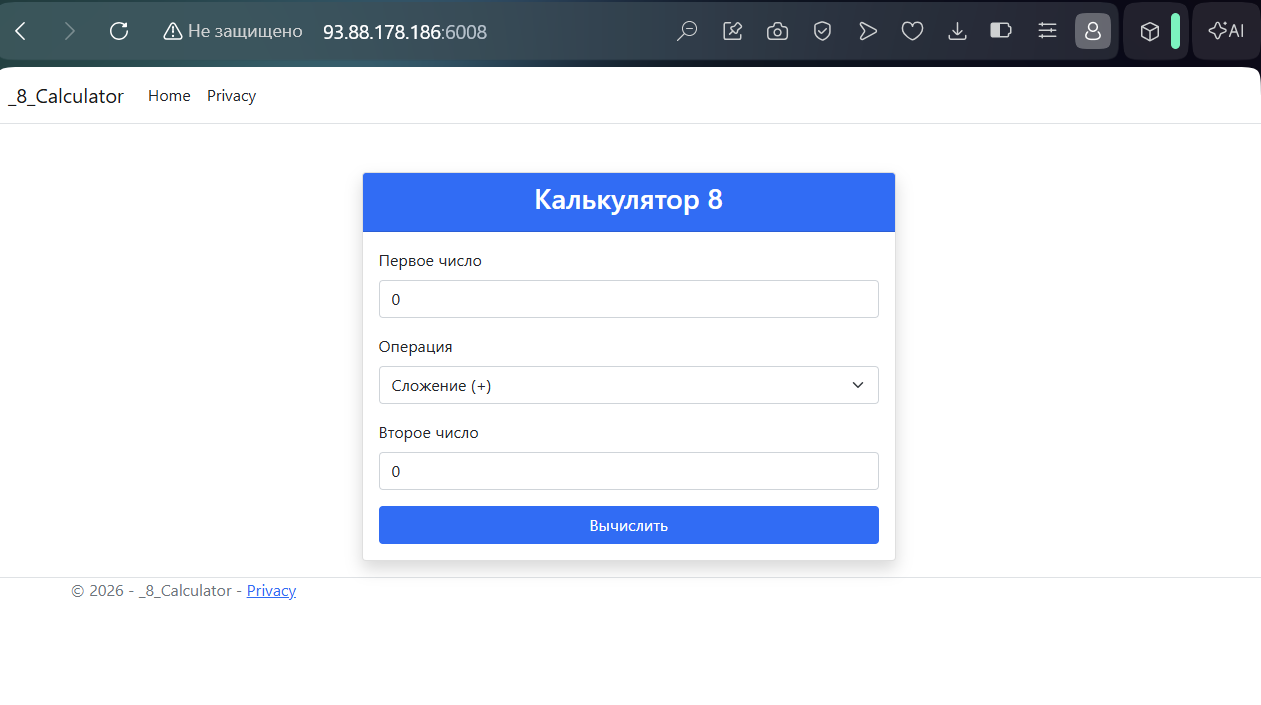 Не защищено 93.88.178.186:6008
AI
_8_Calculator Home Privacy
Калькулятор 8
Первое число
0
Операция
Сложение (+)
Второе число
0
Вычислить
© 2026 - _8_Calculator - Privacy